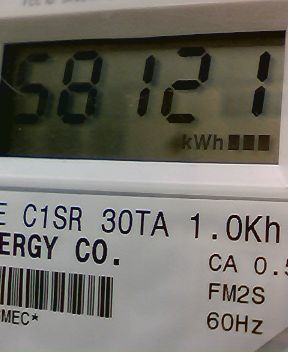 58121
kWh
E C1SR 30TA 1.0Kh
ERGY CO.
CA 0.5
FM2S
MEC*
60Hz